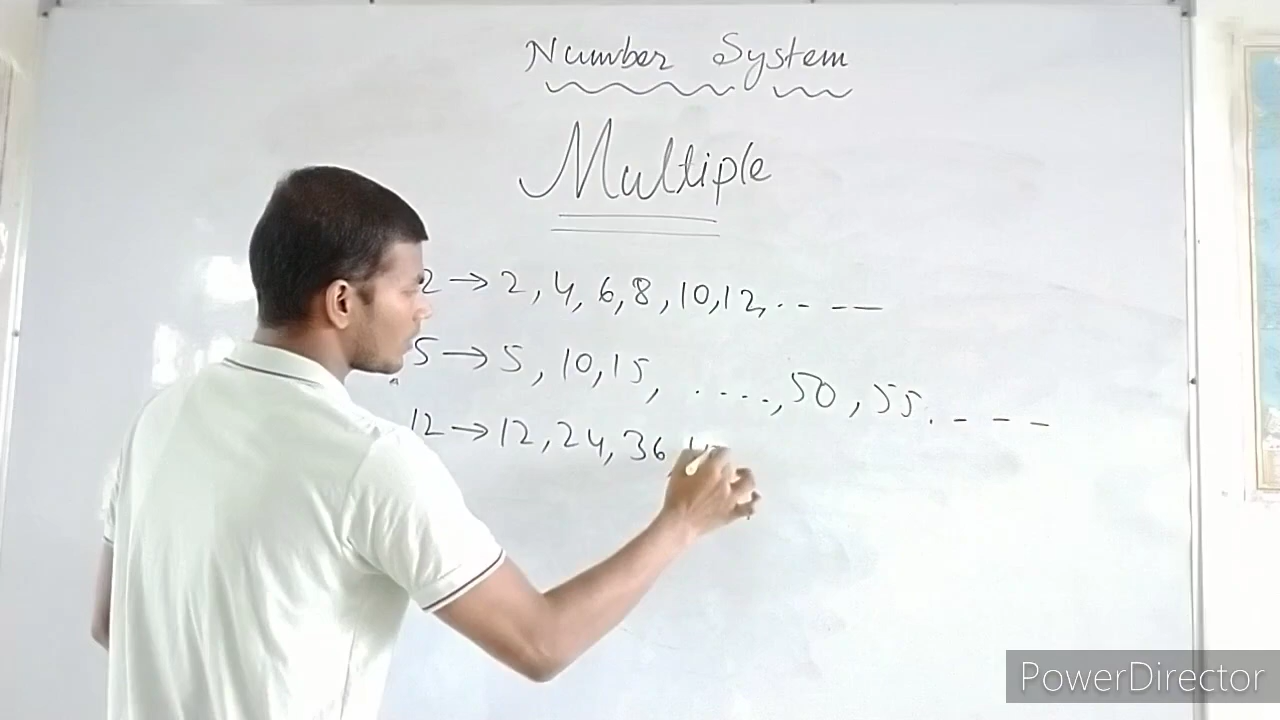 Number System
Multiple
2 → 2, 4, 6, 8, 10, 12, ...
5 → 5, 10, 15, ....., 50, 55. - - -
12 → 12, 24, 36
PowerDirector